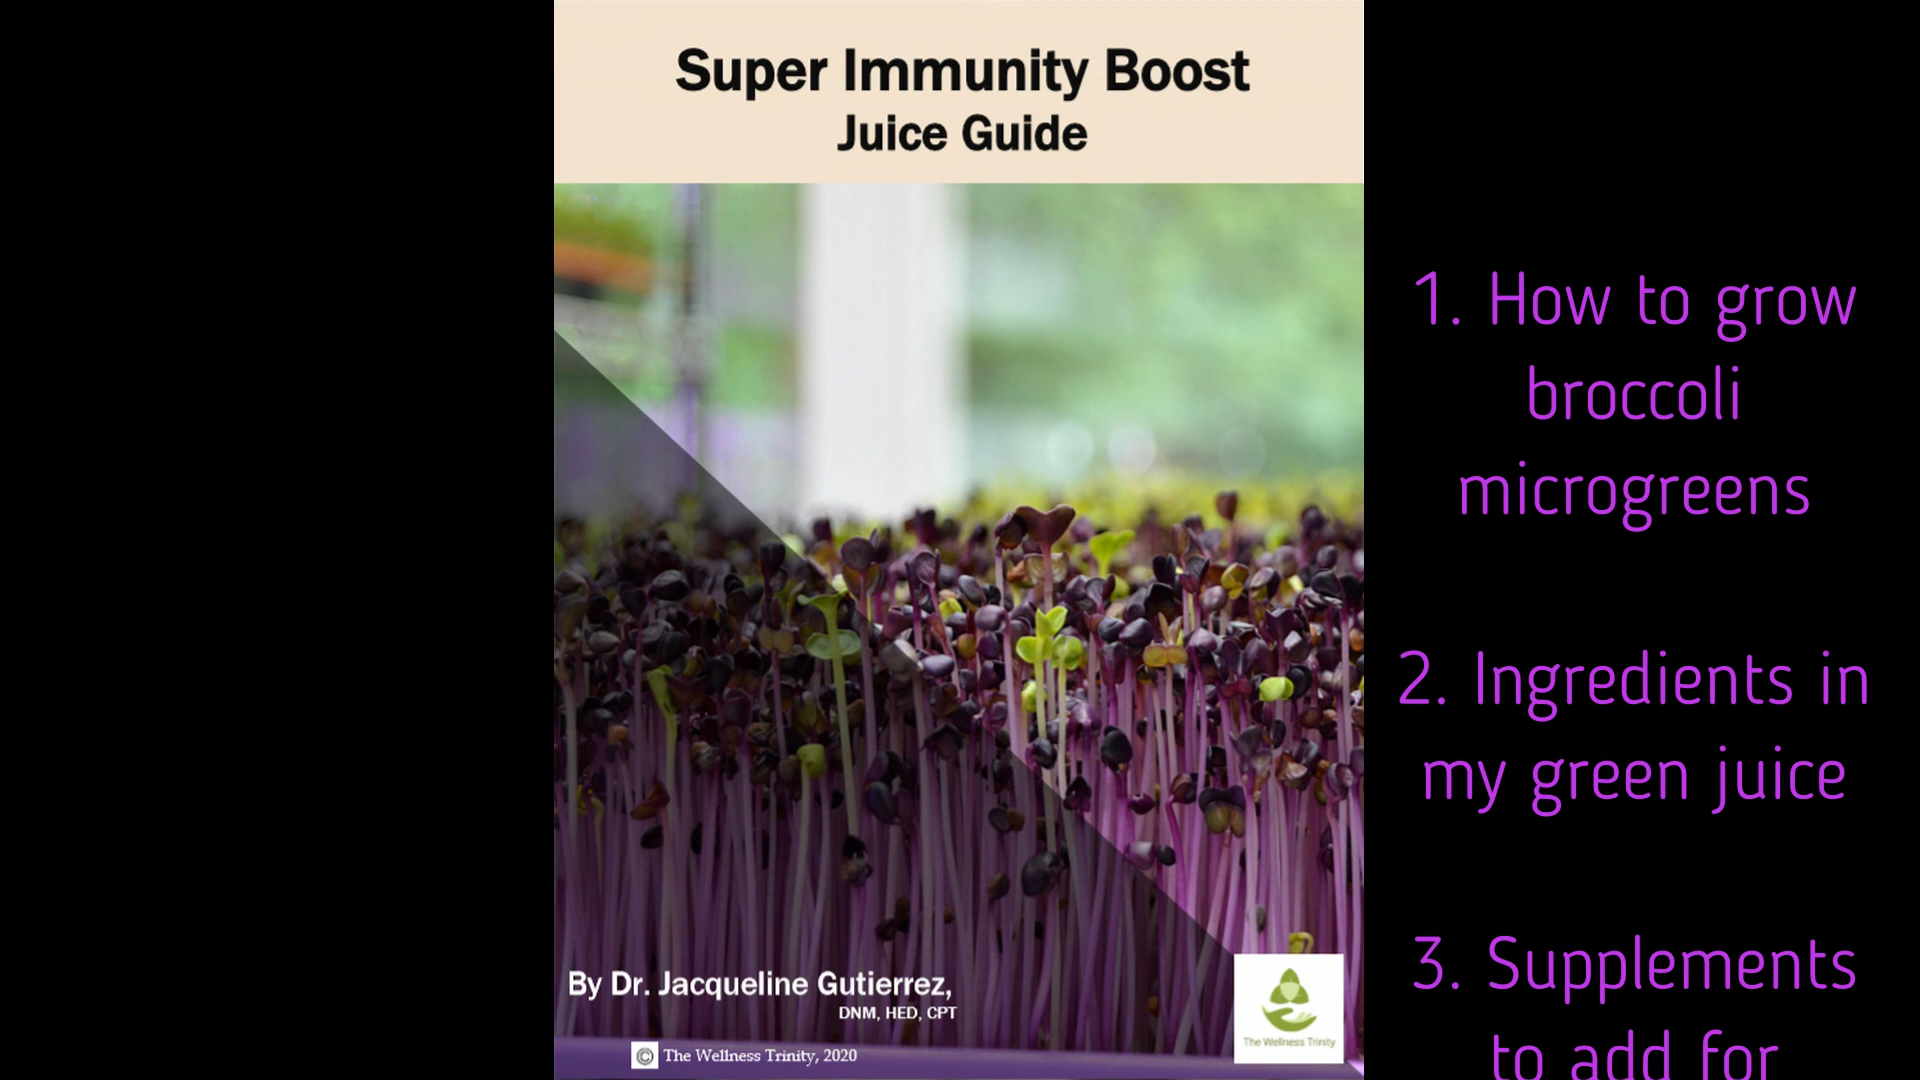 Super Immunity Boost
Juice Guide
By Dr. Jacqueline Gutierrez,
DNM, HED, CPT
© The Wellness Trinity, 2020
The Wellness Trinity
1. How to grow
broccoli
microgreens
2. Ingredients in
my green juice
3. Supplements
to add for